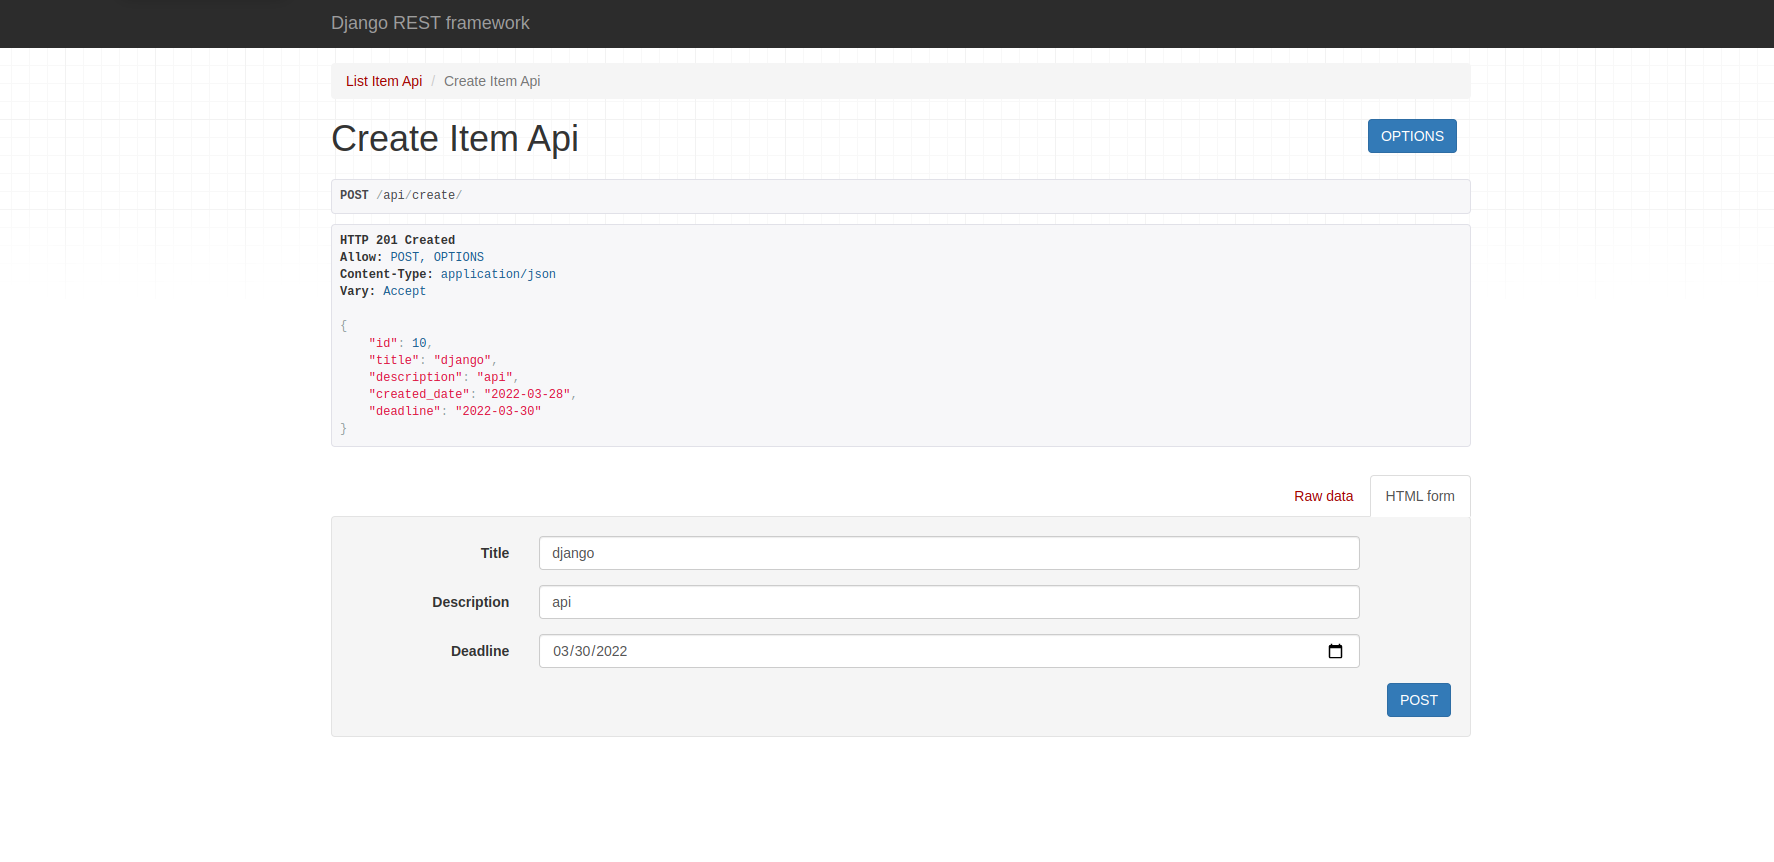 Django REST framework
List Item Api / Create Item Api
Create Item Api
OPTIONS
POST /api/create/
HTTP 201 Created
Allow: POST, OPTIONS
Content-Type: application/json
Vary: Accept
{
    "id": 10,
    "title": "django",
    "description": "api",
    "created_date": "2022-03-28",
    "deadline": "2022-03-30"
}
Raw data HTML form
Title django
Description api
Deadline 03/30/2022
POST